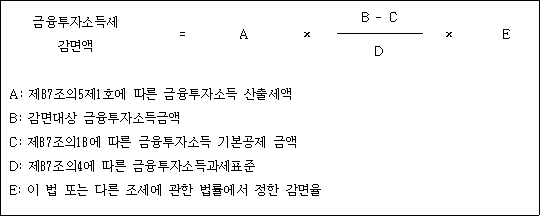 금융투자소득세
감면액 = A × B - C / D × E
A: 제B7조의5제1호에 따른 금융투자소득 산출세액
B: 감면대상 금융투자소득금액
C: 제B7조의1B에 따른 금융투자소득 기본공제 금액
D: 제B7조의4에 따른 금융투자소득과세표준
E: 이 법 또는 다른 조세에 관한 법률에서 정한 감면율